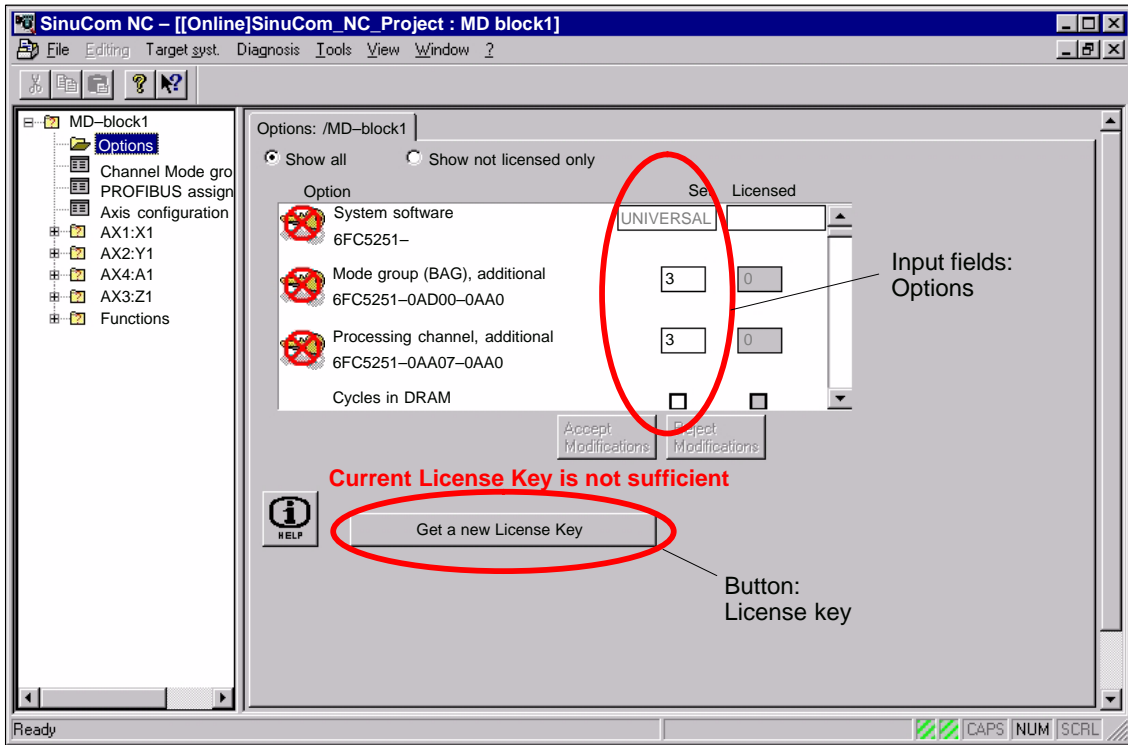 SinuCom NC – [[Online]SinuCom_NC_Project : MD block1]
File Editing Target syst. Diagnosis Tools View Window ?
MD–block1
Options
Channel Mode gro
PROFIBUS assign
Axis configuration
AX1:X1
AX2:Y1
AX4:A1
AX3:Z1
Functions
Options: /MD–block1
Show all Show not licensed only
Option Set Licensed
System software UNIVERSAL
6FC5251–
Mode group (BAG), additional 3 0
6FC5251–0AD00–0AA0
Processing channel, additional 3 0
6FC5251–0AA07–0AA0
Cycles in DRAM
Accept Modifications
Reject Modifications
Current License Key is not sufficient
HELP
Get a new License Key
Input fields:
Options
Button:
License key
Ready CAPS NUM SCRL